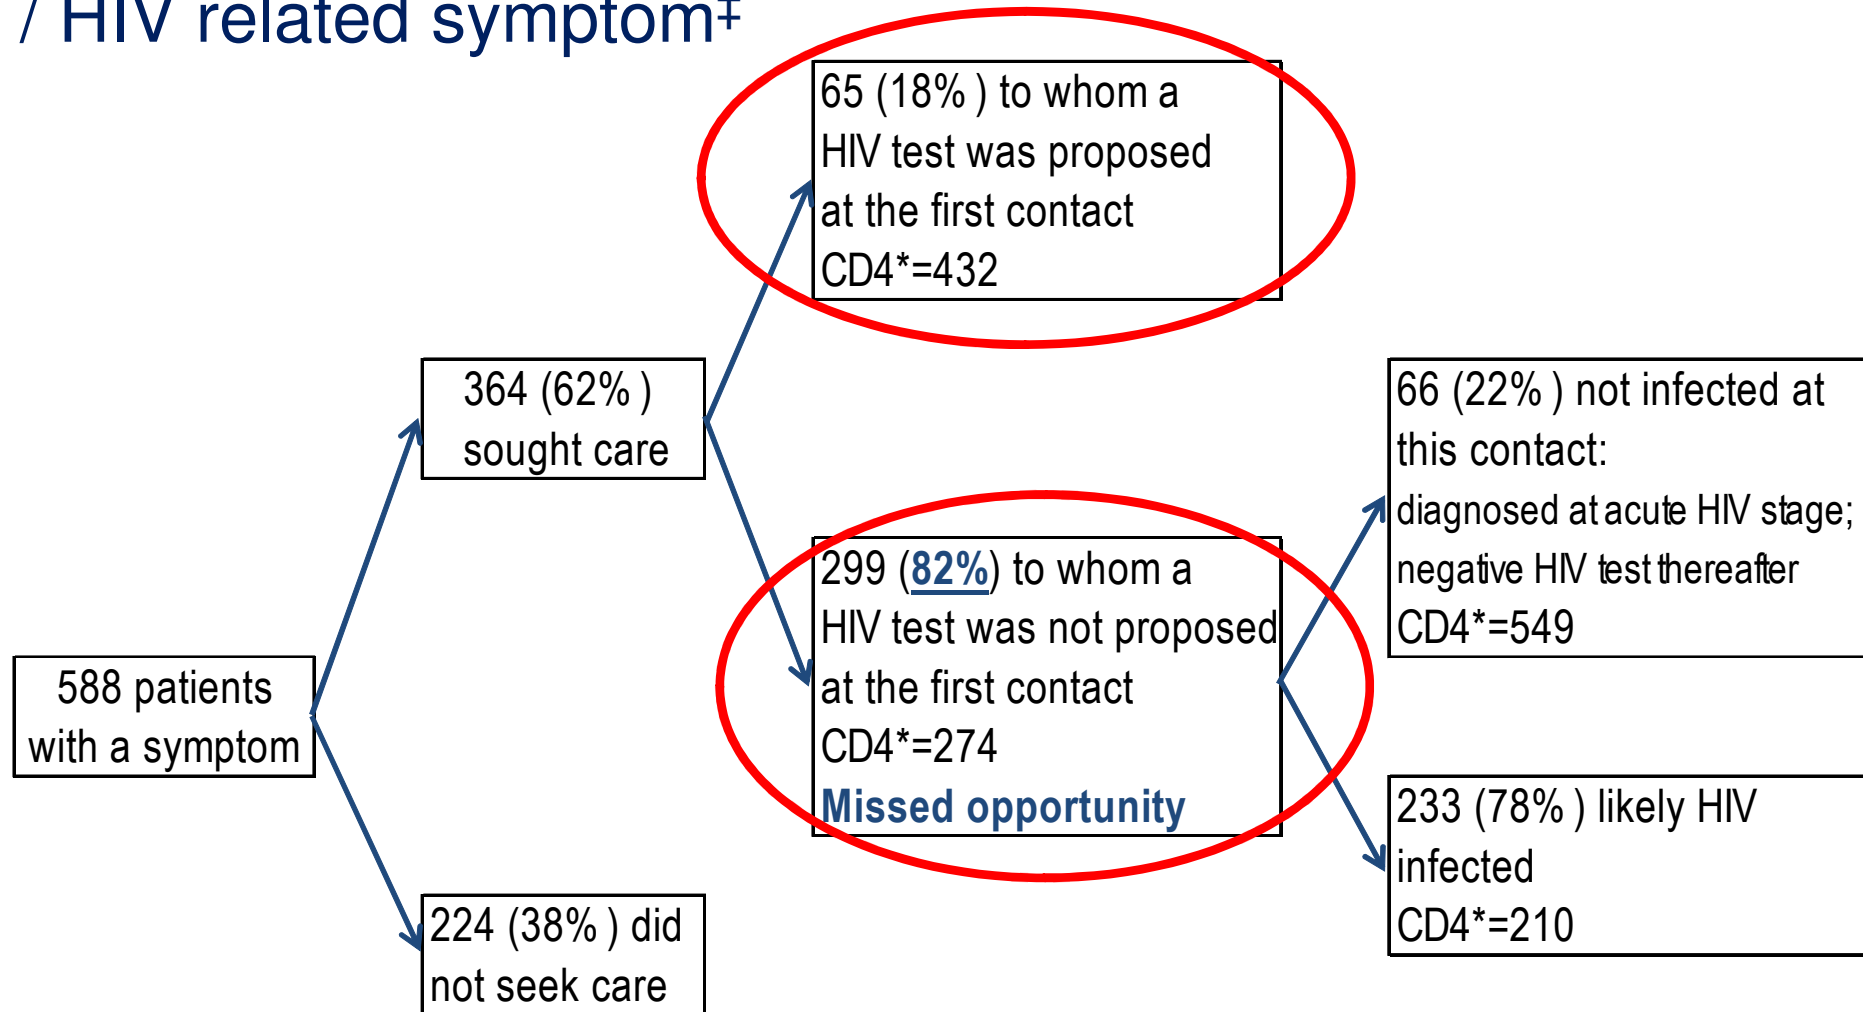 / HIV related symptom‡
65 (18% ) to whom a
HIV test was proposed
at the first contact
CD4*=432
364 (62% )
sought care
66 (22% ) not infected at
this contact:
diagnosed at acute HIV stage;
negative HIV test thereafter
CD4*=549
299 (82%) to whom a
HIV test was not proposed
at the first contact
CD4*=274
Missed opportunity
588 patients
with a symptom
233 (78% ) likely HIV
infected
CD4*=210
224 (38% ) did
not seek care